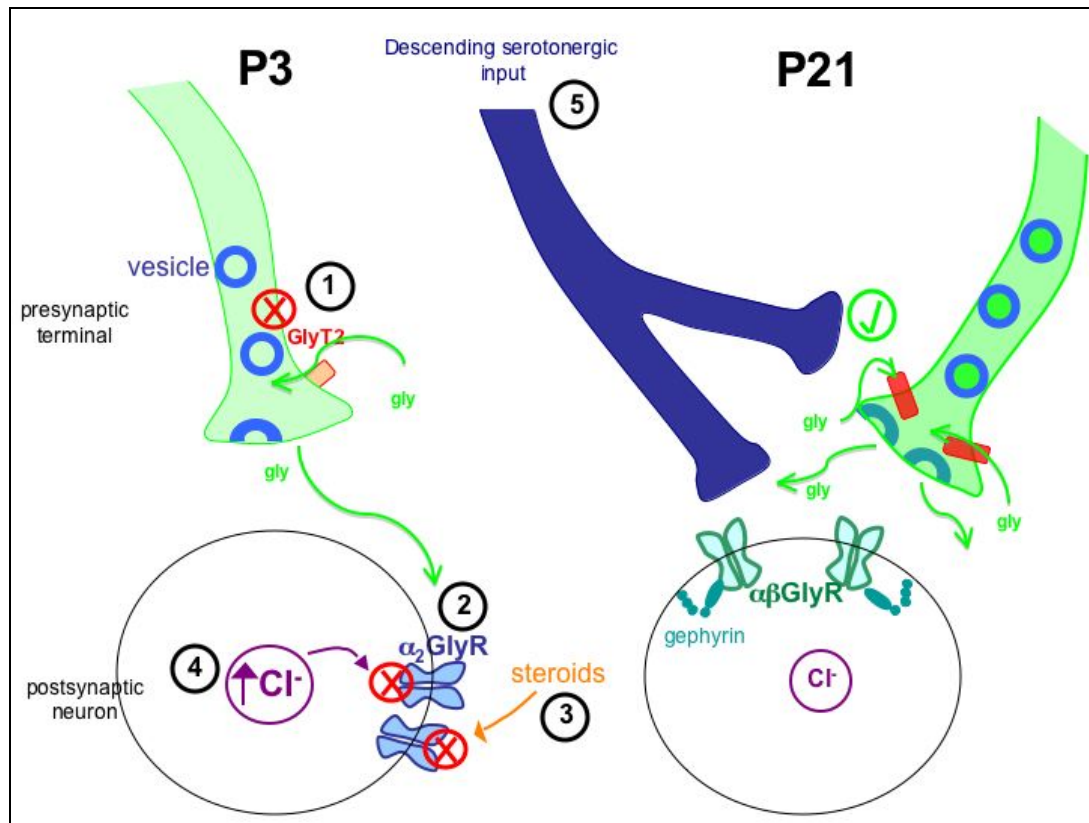 Descending serotonergic
input
P3
P21
5
vesicle
1
presynaptic
terminal
GlyT2
gly
gly
gly
gly
gly
2
α₂GlyR
αβGlyR
gephyrin
4
Cl⁻
steroids
3
postsynaptic
neuron
Cl⁻